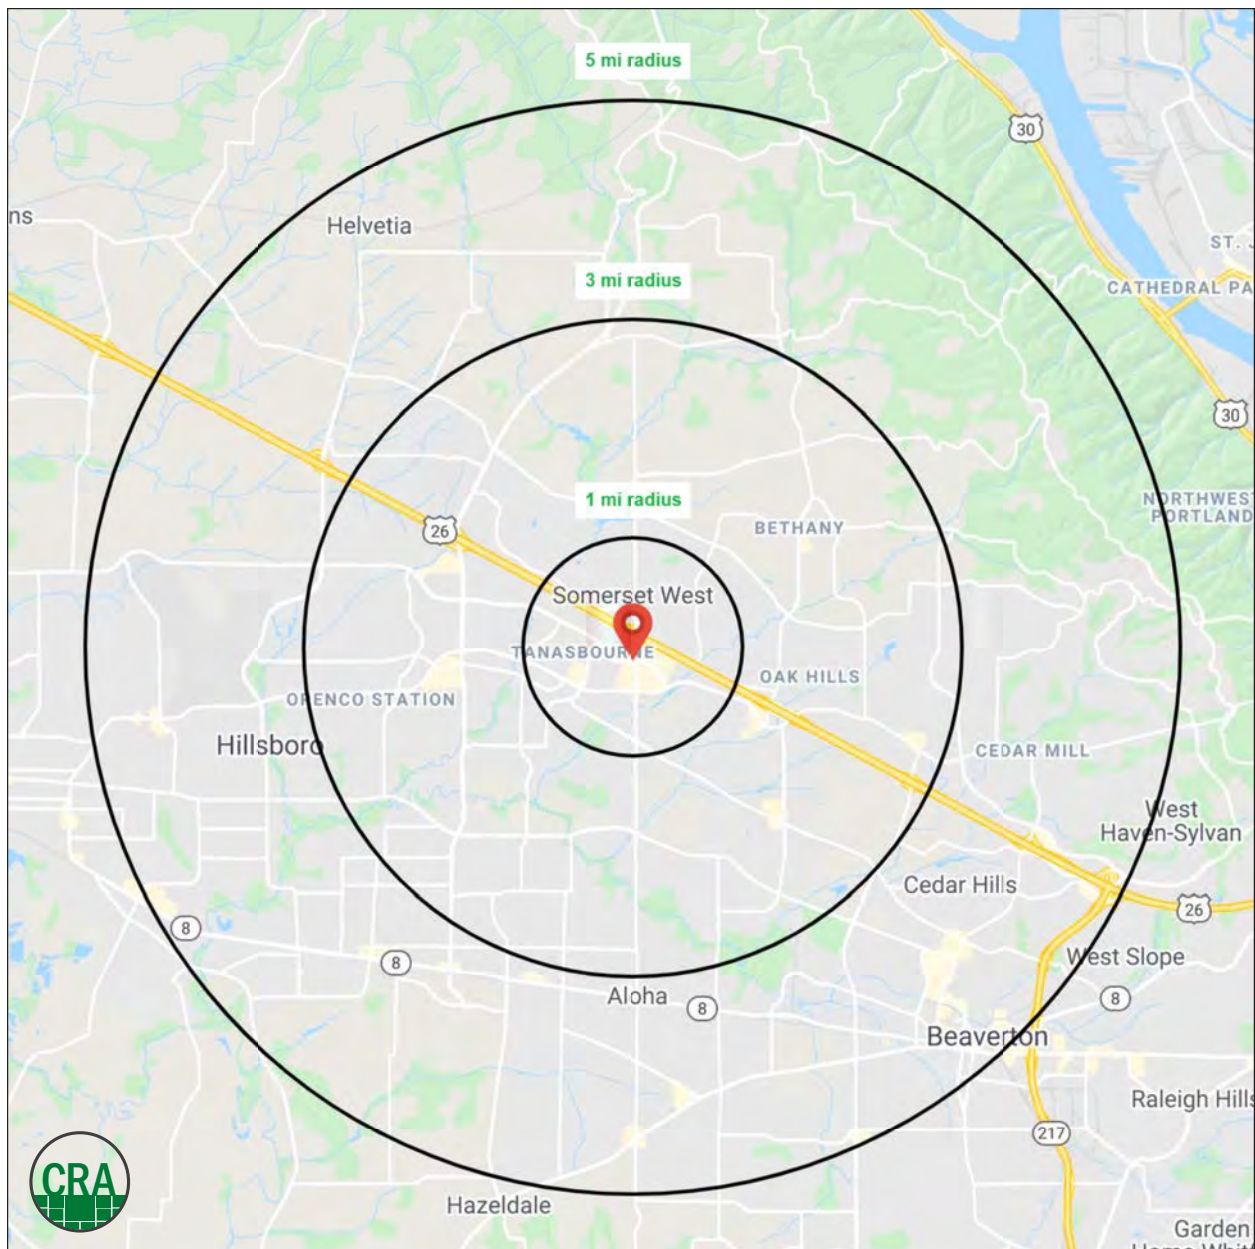 5 mi radius
30
ns
Helvetia
ST. J
3 mi radius
CATHEDRAL PA
30
1 mi radius
NORTHWEST
PORTLAND
26
BETHANY
Somerset West
TANASBOURNE
OAK HILLS
ORENCO STATION
Hillsboro
CEDAR MILL
West
Haven-Sylvan
Cedar Hills
26
8
8
West Slope
Aloha
8
8
Beaverton
Raleigh Hills
217
CRA
Hazeldale
Garden